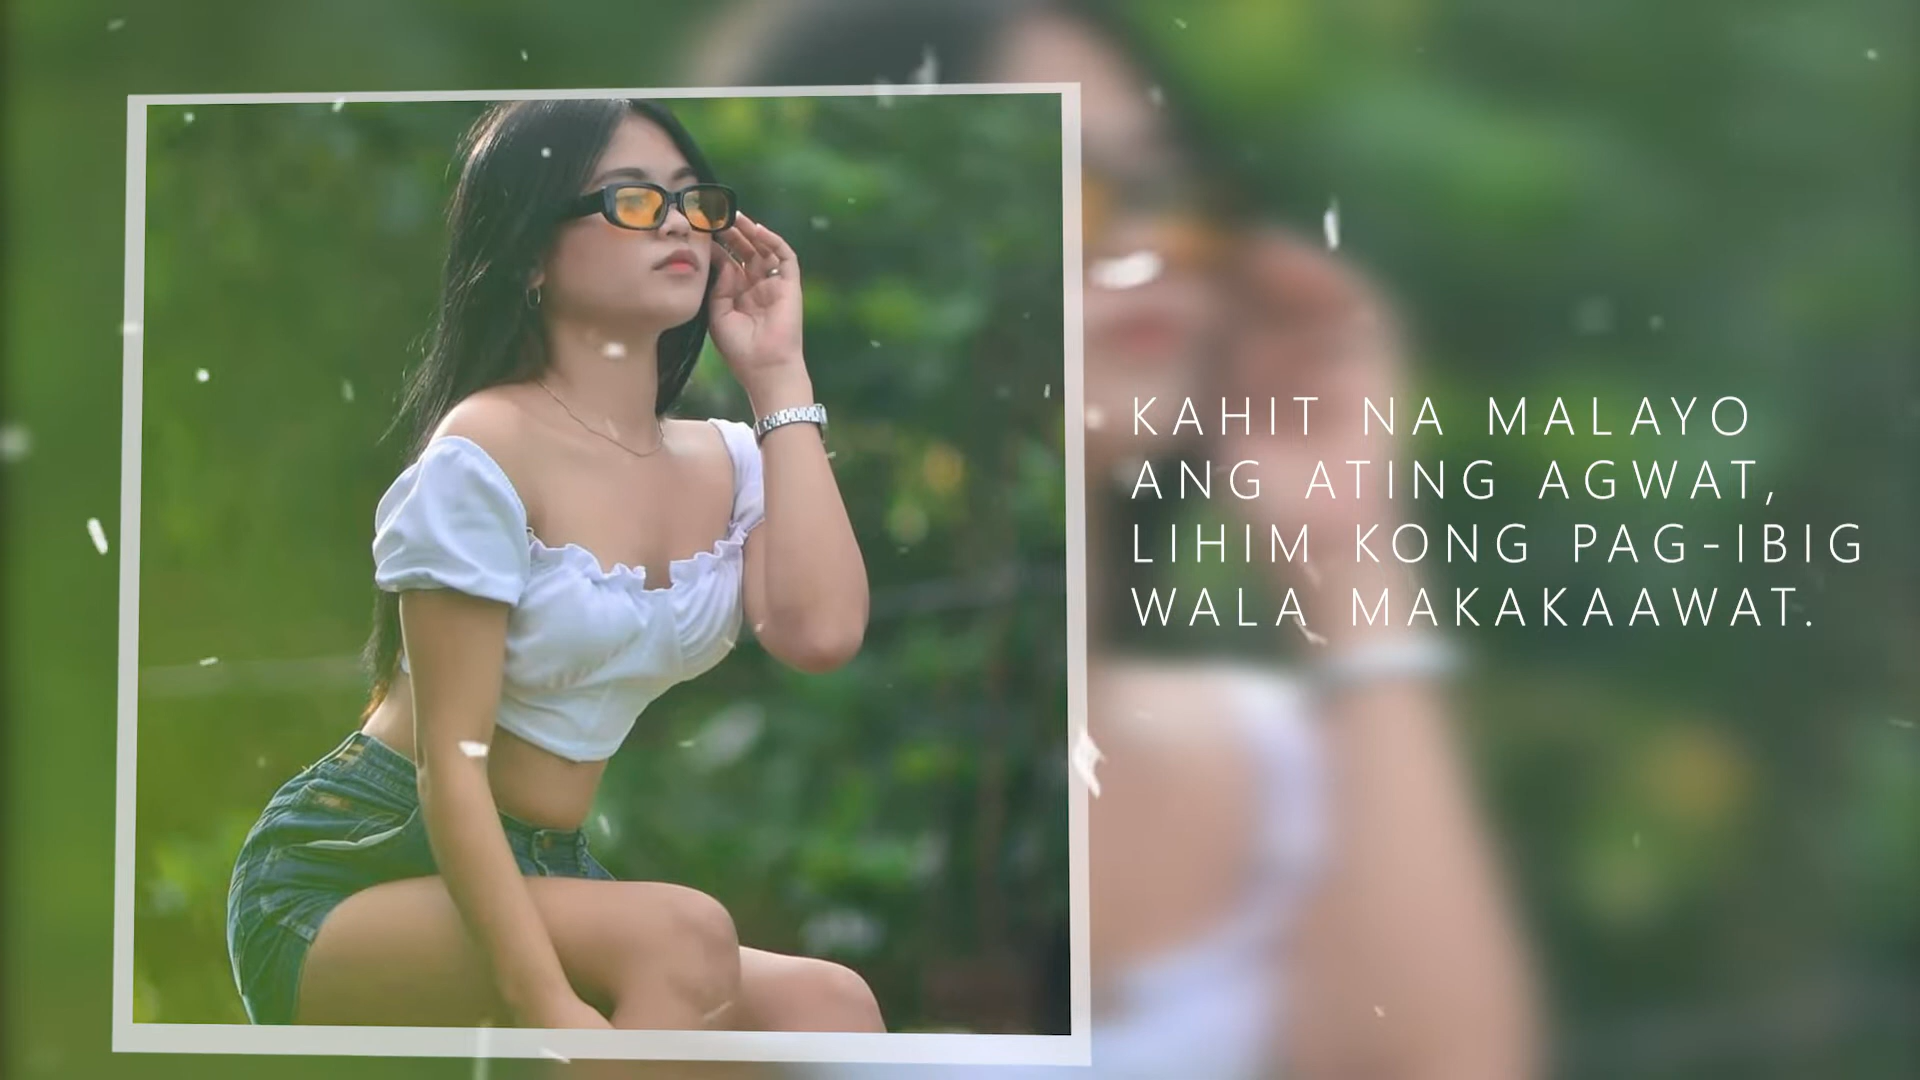 KAHIT NA MALAYO
ANG ATING AGWAT,
LIHIM KONG PAG-IBIG
WALA MAKAKAAWAT.